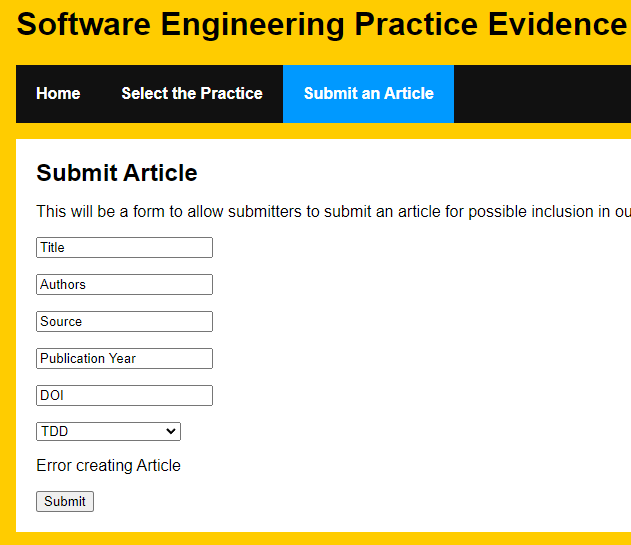 Software Engineering Practice Evidence
Home Select the Practice Submit an Article
Submit Article
This will be a form to allow submitters to submit an article for possible inclusion in ou
Title
Authors
Source
Publication Year
DOI
TDD
Error creating Article
Submit